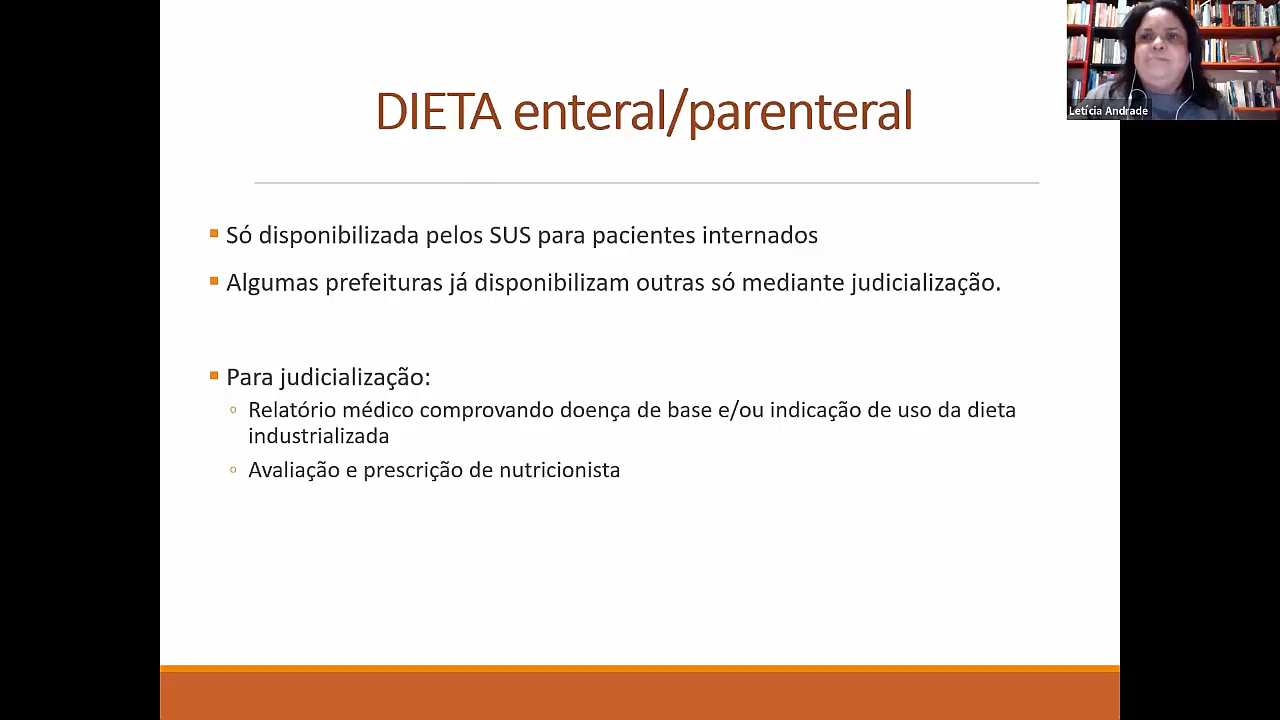 DIETA enteral/parenteral
Letícia Andrade
Só disponibilizada pelos SUS para pacientes internados
Algumas prefeituras já disponibilizam outras só mediante judicialização.
Para judicialização:
Relatório médico comprovando doença de base e/ou indicação de uso da dieta
industrializada
Avaliação e prescrição de nutricionista